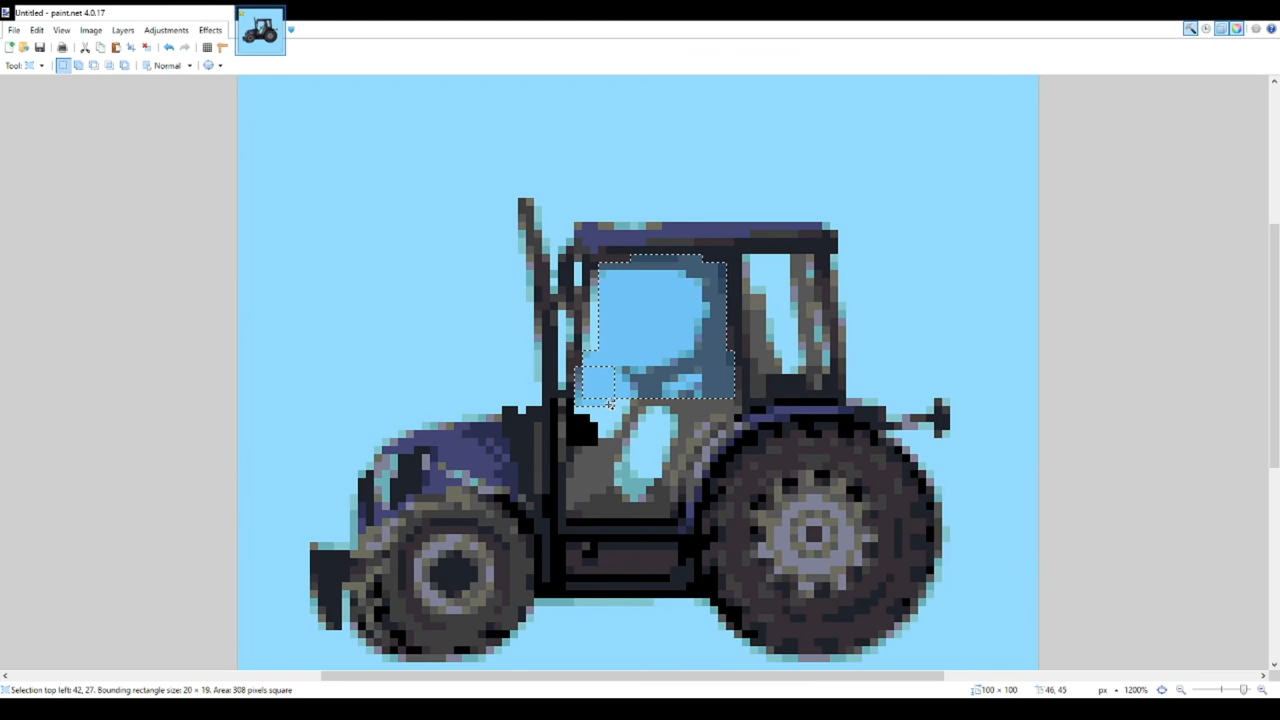 Untitled - paint.net 4.0.17
File Edit View Image Layers Adjustments Effects
Tool: Normal
Selection top left: 42, 27. Bounding rectangle size: 20 × 19. Area: 308 pixels square 100 × 100 46, 45 px 1200%